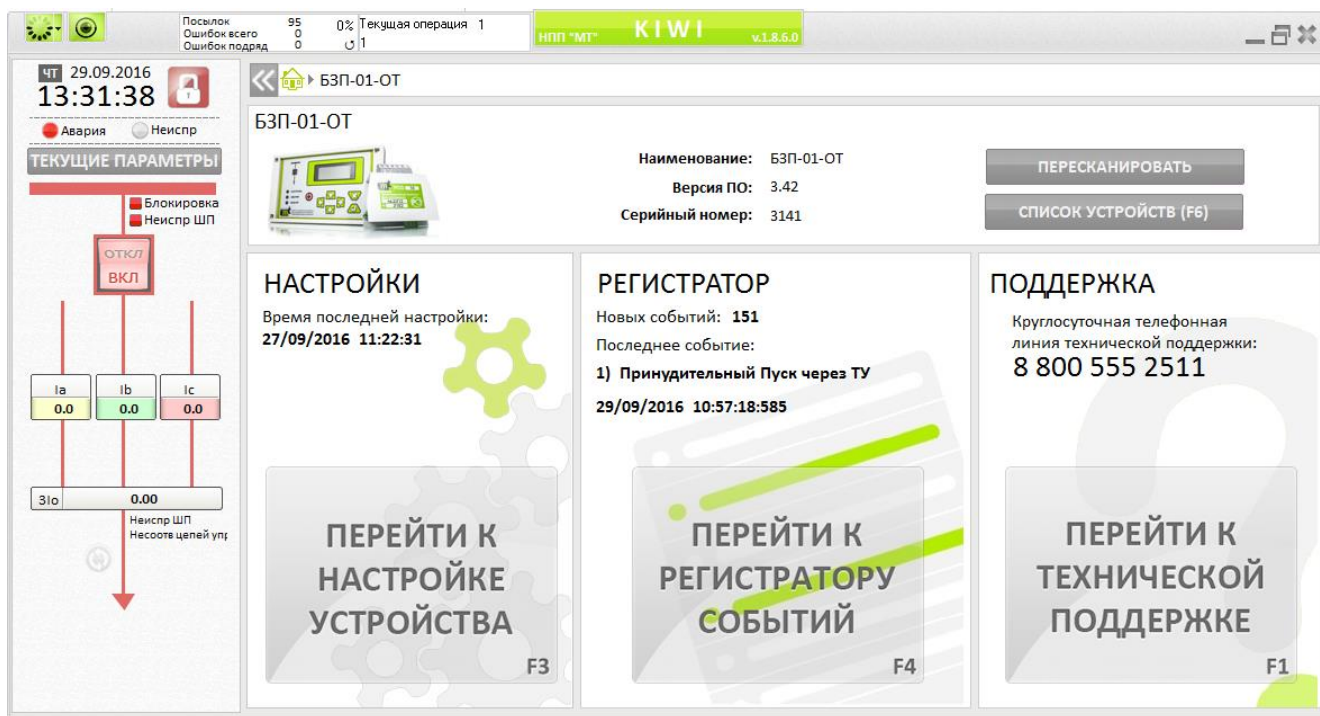 Посылок 95
Ошибок всего 0
Ошибок подряд 0
0% Текущая операция 1
1
НПП "МТ" KIWI v.1.8.6.0
ЧТ 29.09.2016
13:31:38
Авария Неиспр
ТЕКУЩИЕ ПАРАМЕТРЫ
Блокировка
Неиспр ШП
ОТКЛ
ВКЛ
Ia Ib Ic
0.0 0.0 0.0
3Io 0.00
Неиспр ШП
Несоотв цепей упр
БЗП-01-ОТ
БЗП-01-ОТ
Наименование: БЗП-01-ОТ
Версия ПО: 3.42
Серийный номер: 3141
ПЕРЕСКАНИРОВАТЬ
СПИСОК УСТРОЙСТВ (F6)
НАСТРОЙКИ
Время последней настройки:
27/09/2016 11:22:31
ПЕРЕЙТИ К
НАСТРОЙКЕ
УСТРОЙСТВА
F3
РЕГИСТРАТОР
Новых событий: 151
Последнее событие:
1) Принудительный Пуск через ТУ
29/09/2016 10:57:18:585
ПЕРЕЙТИ К
РЕГИСТРАТОРУ
СОБЫТИЙ
F4
ПОДДЕРЖКА
Круглосуточная телефонная
линия технической поддержки:
8 800 555 2511
ПЕРЕЙТИ К
ТЕХНИЧЕСКОЙ
ПОДДЕРЖКЕ
F1